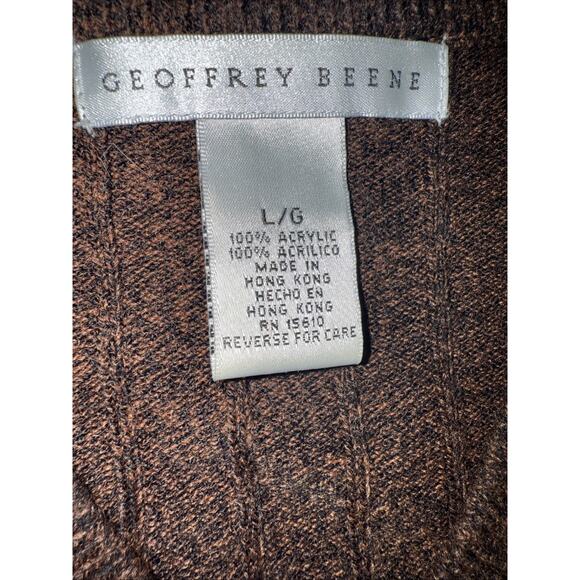 GEOFFREY BEENE
L/G
100% ACRYLIC
100% ACRILICO
MADE IN
HONG KONG
HECHO EN
HONG KONG
RN 15610
REVERSE FOR CARE